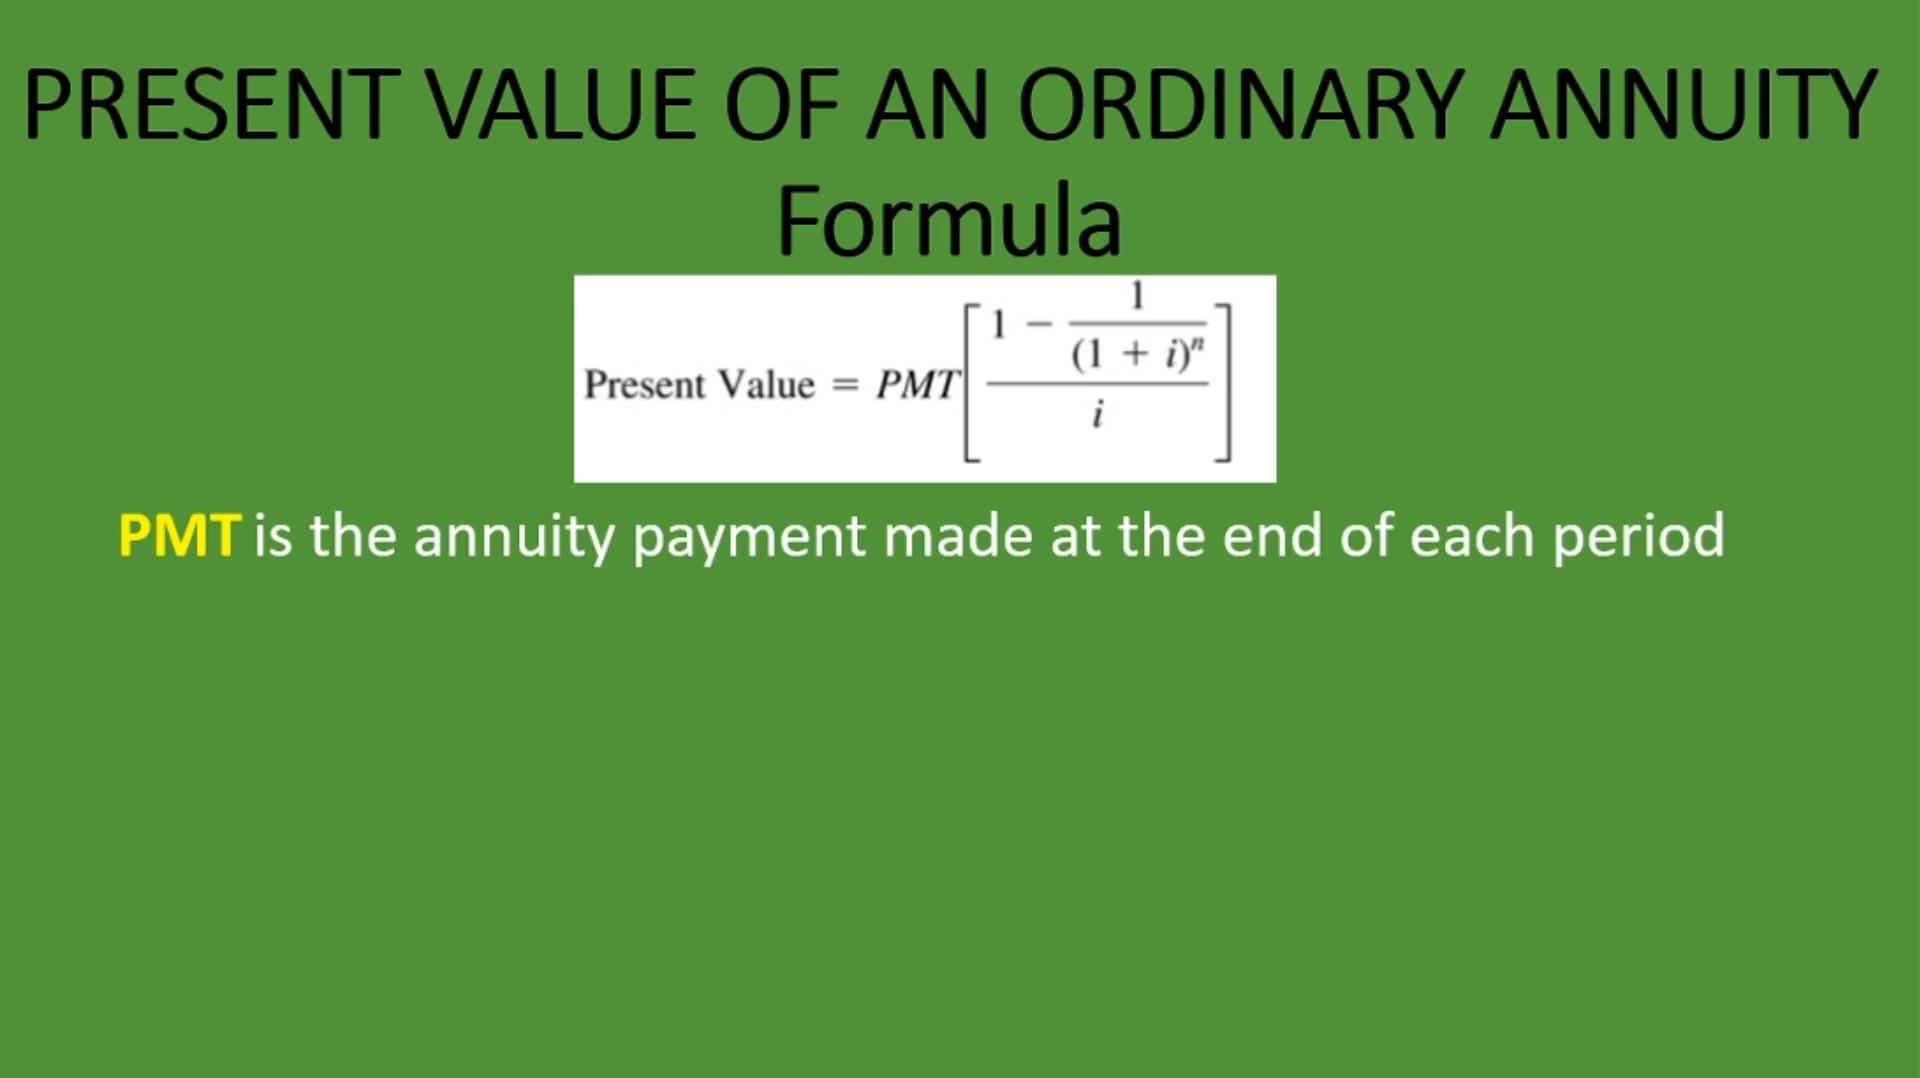 PRESENT VALUE OF AN ORDINARY ANNUITY
Formula
Present Value = PMT[(1 - 1/(1 + i)^n)/i]
PMT is the annuity payment made at the end of each period